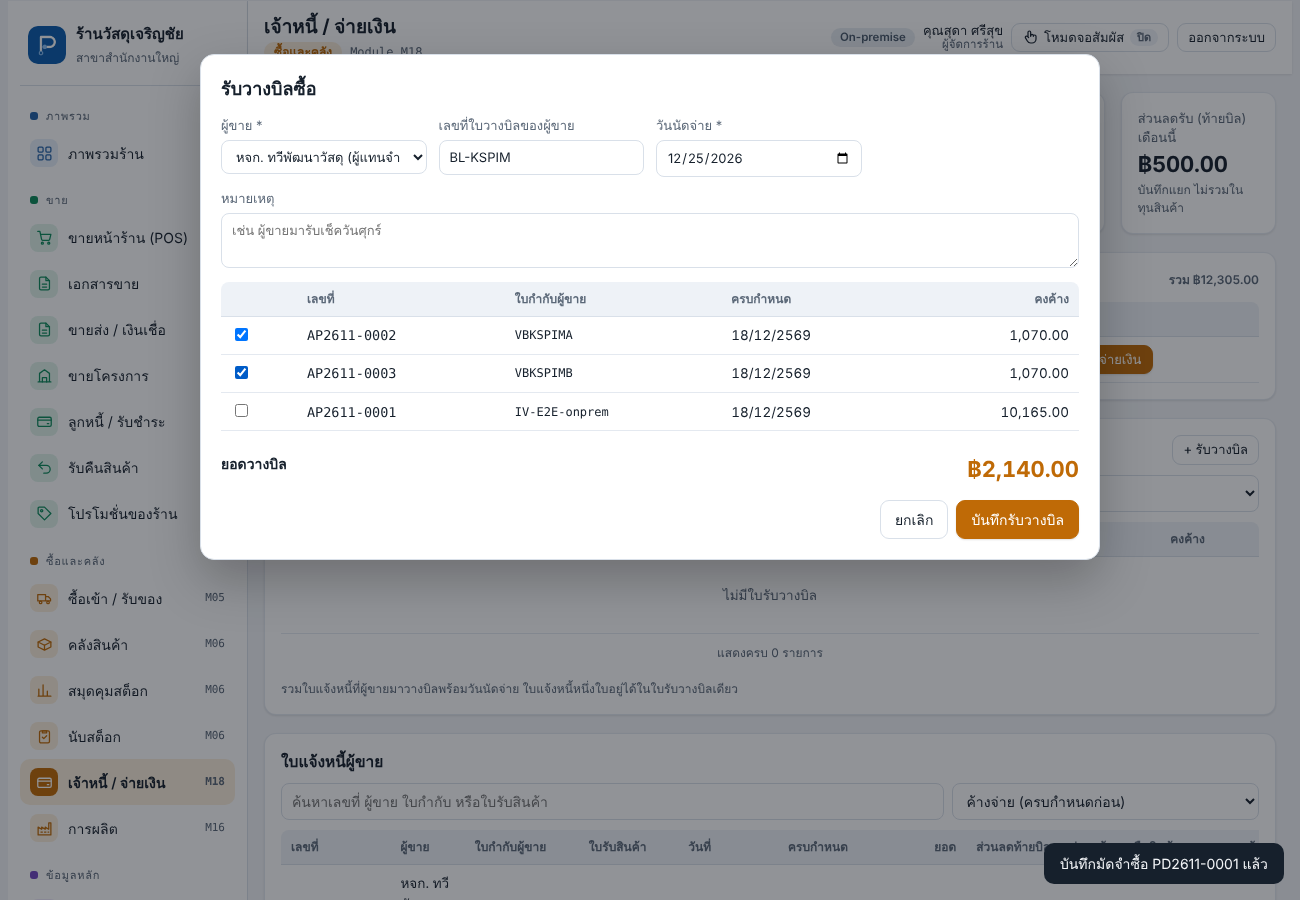 ร้านวัสดุเจริญชัย
สาขาสำนักงานใหญ่
ภาพรวม
ภาพรวมร้าน
ขาย
ขายหน้าร้าน (POS)
เอกสารขาย
ขายส่ง / เงินเชื่อ
ขายโครงการ
ลูกหนี้ / รับชำระ
รับคืนสินค้า
โปรโมชั่นของร้าน
ซื้อและคลัง
ซื้อเข้า / รับของ M05
คลังสินค้า M06
สมุดคุมสต็อก M06
นับสต็อก M06
เจ้าหนี้ / จ่ายเงิน M18
การผลิต M16
ข้อมูลหลัก
เจ้าหนี้ / จ่ายเงิน
ซื้อและคลัง Module M18
On-premise
คุณสุดา ศรีสุข
ผู้จัดการร้าน
โหมดจอสัมผัส ปิด
ออกจากระบบ
ส่วนลดรับ (ท้ายบิล)
เดือนนี้
฿500.00
บันทึกแยก ไม่รวมใน
ทุนสินค้า
รวม ฿12,305.00
จ่ายเงิน
+ รับวางบิล
คงค้าง
รับวางบิลซื้อ
ผู้ขาย * เลขที่ใบวางบิลของผู้ขาย วันนัดจ่าย *
หจก. ทวีพัฒนาวัสดุ (ผู้แทนจำ BL-KSPIM 12/25/2026
หมายเหตุ
เช่น ผู้ขายมารับเช็ควันศุกร์
เลขที่ ใบกำกับผู้ขาย ครบกำหนด คงค้าง
AP2611-0002 VBKSPIMA 18/12/2569 1,070.00
AP2611-0003 VBKSPIMB 18/12/2569 1,070.00
AP2611-0001 IV-E2E-onprem 18/12/2569 10,165.00
ยอดวางบิล ฿2,140.00
ยกเลิก บันทึกรับวางบิล
ไม่มีใบรับวางบิล
แสดงครบ 0 รายการ
รวมใบแจ้งหนี้ที่ผู้ขายมาวางบิลพร้อมวันนัดจ่าย ใบแจ้งหนี้หนึ่งใบอยู่ได้ในใบรับวางบิลเดียว
ใบแจ้งหนี้ผู้ขาย
ค้นหาเลขที่ ผู้ขาย ใบกำกับ หรือใบรับสินค้า ค้างจ่าย (ครบกำหนดก่อน)
เลขที่ ผู้ขาย ใบกำกับผู้ขาย ใบรับสินค้า วันที่ ครบกำหนด ยอด
หจก. ทวี
บันทึกมัดจำซื้อ PD2611-0001 แล้ว